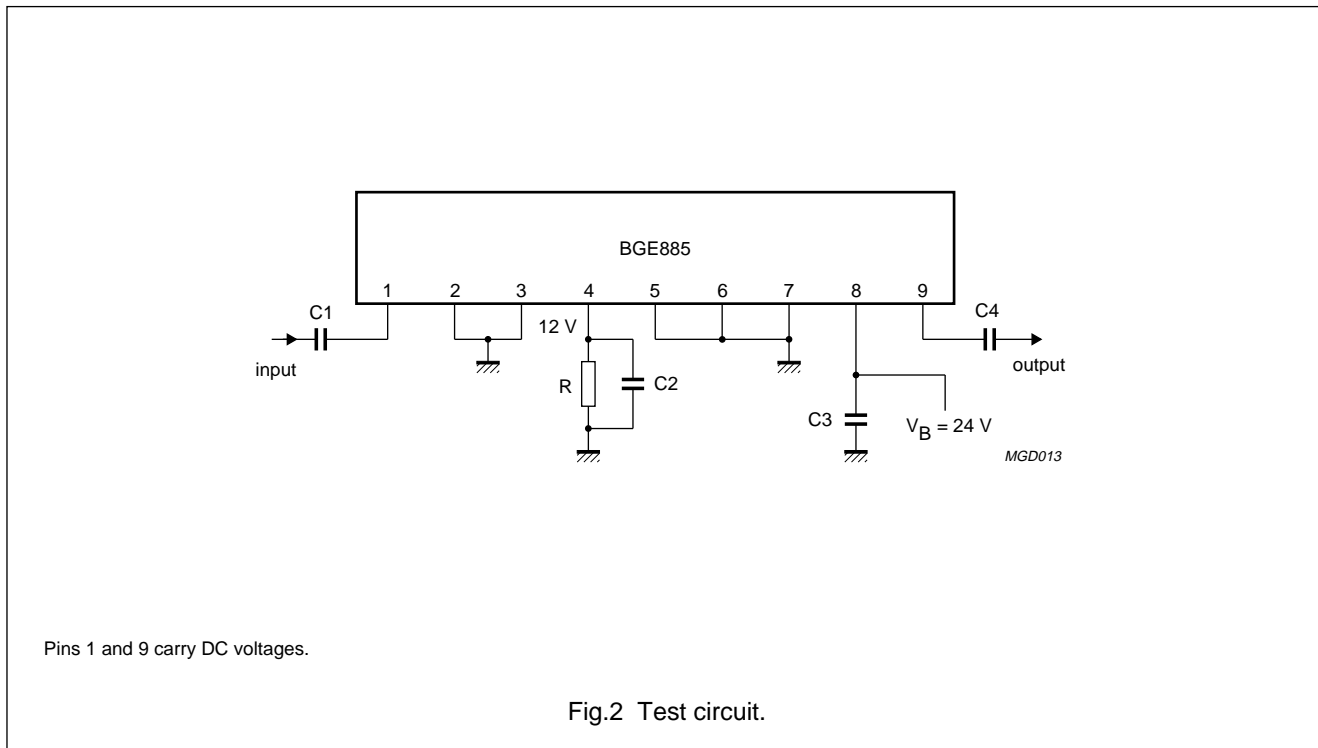 BGE885
1 2 3 4 5 6 7 8 9
C1
C4
12 V
input
output
R
C2
C3
V_B = 24 V
MGD013
Pins 1 and 9 carry DC voltages.
Fig.2 Test circuit.